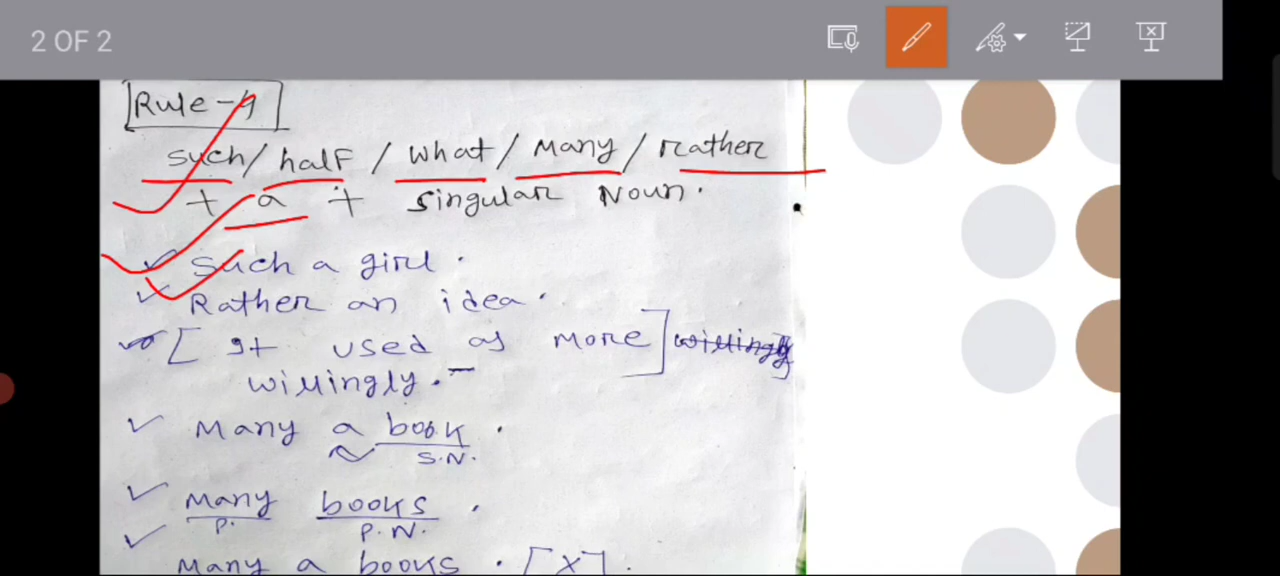 2 OF 2
Rule-4
such / half / what / many / rather
+ a + singular Noun.
Such a girl.
Rather an idea.
[It used as more] willingly
willingly.
Many a book.
S.N.
Many books.
P. P.N.
Many a books. [X].